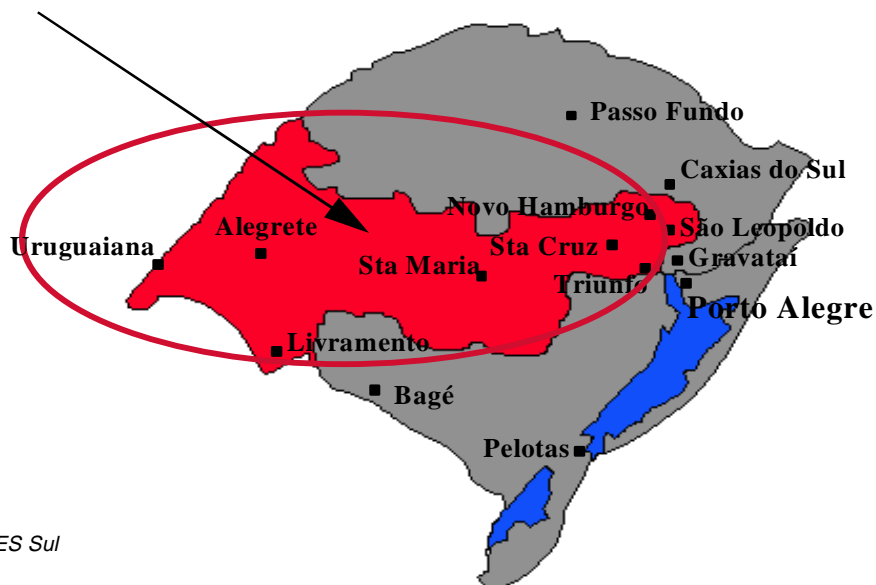 Passo Fundo
Caxias do Sul
Novo Hamburgo
Alegrete
São Leopoldo
Uruguaiana
Sta Cruz
Gravataí
Sta Maria
Triunfo
Porto Alegre
Livramento
Bagé
Pelotas
ES Sul